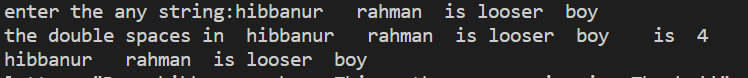 enter the any string:hibbanur   rahman  is looser  boy
the double spaces in  hibbanur   rahman  is looser  boy    is  4
hibbanur   rahman  is looser  boy